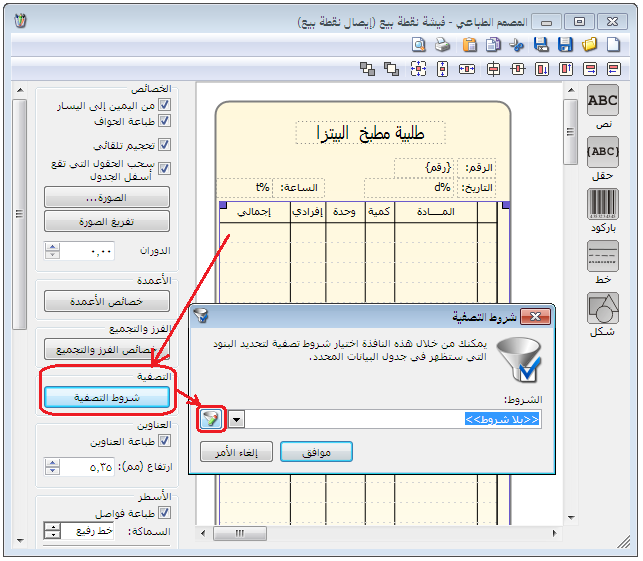 المصمم الطباعي - فيشة نقطة بيع (إيصال نقطة بيع)
الخصائص
من اليمين إلى اليسار
طباعة الحواف
تحجيم تلقائي
سحب الحقول التي تقع
أسفل الجدول
الصورة...
تفريغ الصورة
الدوران
٠,٠٠
الأعمدة
خصائص الأعمدة
الفرز والتجميع
خصائص الفرز والتجميع
التصفية
شروط التصفية
العناوين
طباعة العناوين
ارتفاع (مم):
٥,٢٥
الأسطر
طباعة فواصل
السماكة:
خط رفيع
طلبية مطبخ البيتزا
الرقم: {رقم}
التاريخ: %d
الساعة: %t
المـــادة
كمية
وحدة
إفرادي
إجمالي
ABC
نص
{ABC}
حقل
باركود
خط
شكل
شروط التصفية
يمكنك من خلال هذه النافذة اختيار شروط تصفية لتحديد البنود
التي ستظهر في جدول البيانات المحدد.
الشروط:
<<بلا شروط>>
موافق
إلغاء الأمر